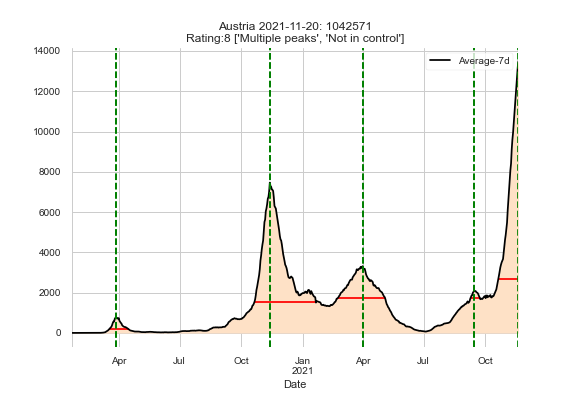 Austria 2021-11-20: 1042571
Rating:8 ['Multiple peaks', 'Not in control']
Average-7d
14000
12000
10000
8000
6000
4000
2000
0
Apr Jul Oct Jan Apr Jul Oct
2021
Date